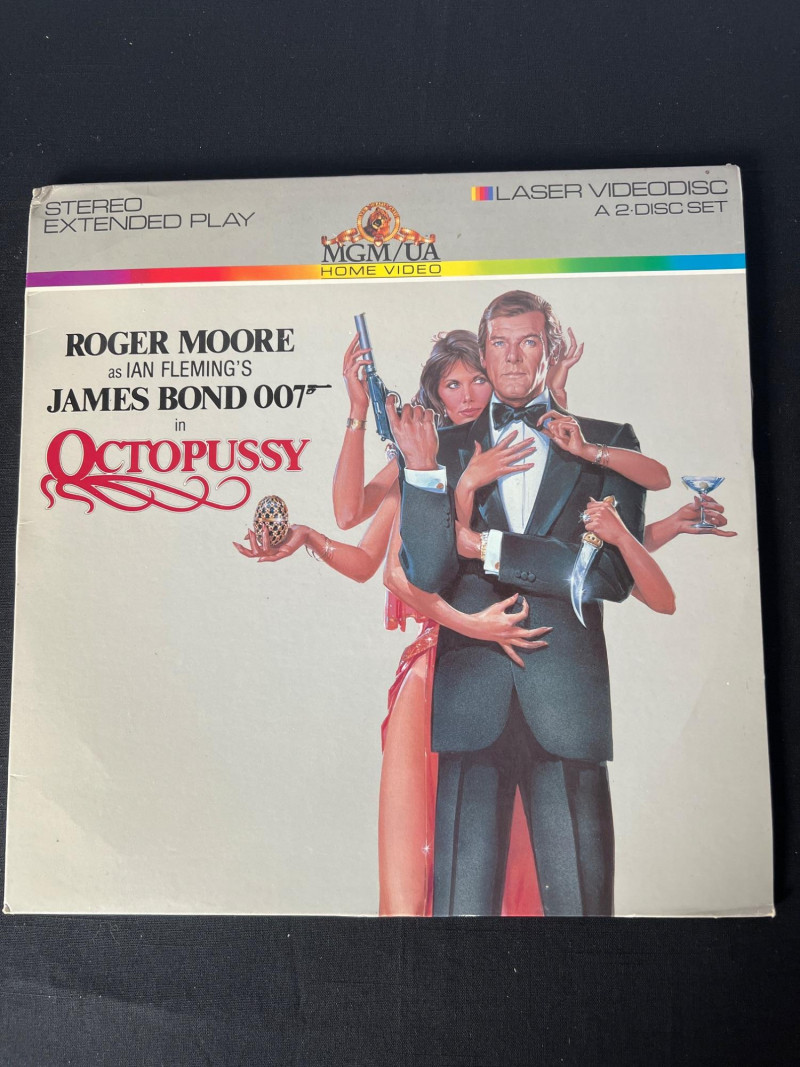 STEREO
EXTENDED PLAY
MGM/UA
HOME VIDEO
LASER VIDEODISC
A 2-DISC SET
ROGER MOORE
as IAN FLEMING'S
JAMES BOND 007
in
OCTOPUSSY